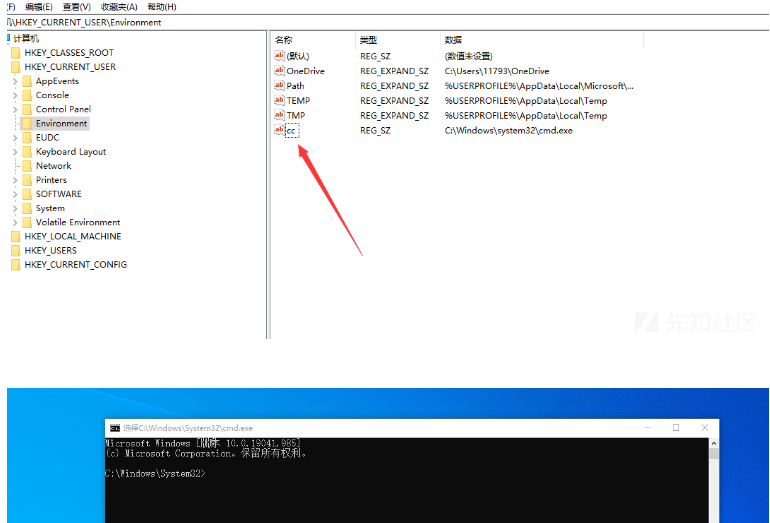 (F) 编辑(E) 查看(V) 收藏夹(A) 帮助(H)
\HKEY_CURRENT_USER\Environment
计算机
HKEY_CLASSES_ROOT
HKEY_CURRENT_USER
AppEvents
Console
Control Panel
Environment
EUDC
Keyboard Layout
Network
Printers
SOFTWARE
System
Volatile Environment
HKEY_LOCAL_MACHINE
HKEY_USERS
HKEY_CURRENT_CONFIG
名称 类型 数据
(默认) REG_SZ (数值未设置)
OneDrive REG_EXPAND_SZ C:\Users\11793\OneDrive
Path REG_EXPAND_SZ %USERPROFILE%\AppData\Local\Microsoft\...
TEMP REG_EXPAND_SZ %USERPROFILE%\AppData\Local\Temp
TMP REG_EXPAND_SZ %USERPROFILE%\AppData\Local\Temp
cc REG_SZ C:\Windows\system32\cmd.exe
先知社区
选择C:\Windows\System32\cmd.exe
Microsoft Windows [版本 10.0.19041.985]
(c) Microsoft Corporation。保留所有权利。
C:\Windows\System32>